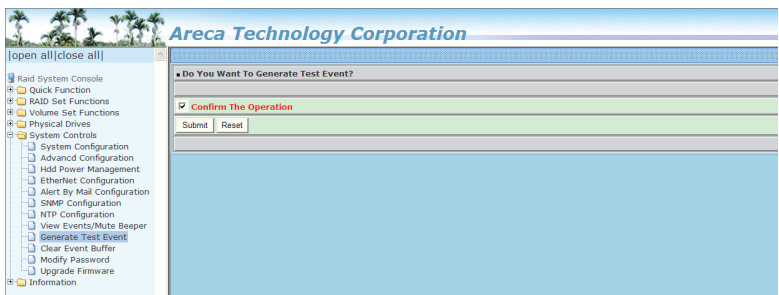 Areca Technology Corporation
|open all|close all|
Raid System Console
Quick Function
RAID Set Functions
Volume Set Functions
Physical Drives
System Controls
System Configuration
Advancd Configuration
Hdd Power Management
EtherNet Configuration
Alert By Mail Configuration
SNMP Configuration
NTP Configuration
View Events/Mute Beeper
Generate Test Event
Clear Event Buffer
Modify Password
Upgrade Firmware
Information
Do You Want To Generate Test Event?
Confirm The Operation
Submit Reset